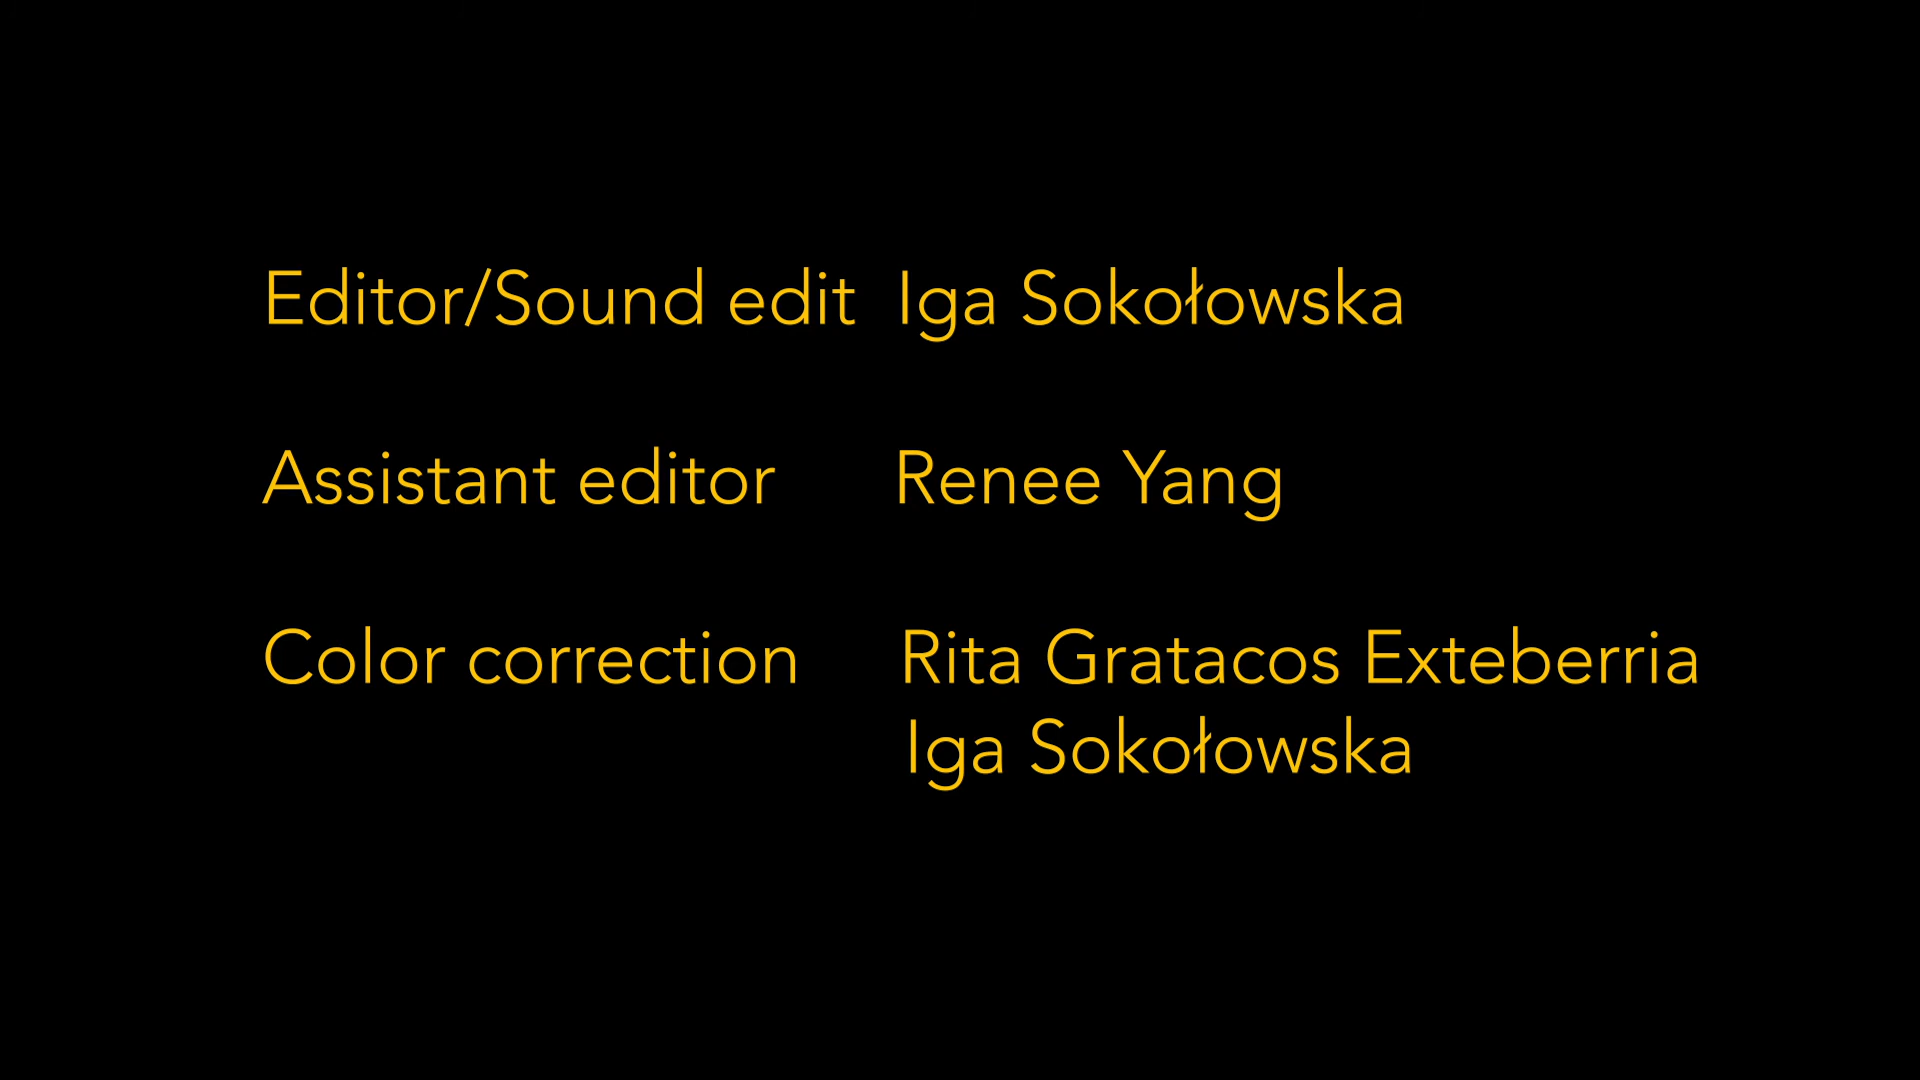 Editor/Sound edit Iga Sokołowska
Assistant editor Renee Yang
Color correction Rita Gratacos Exteberria
Iga Sokołowska